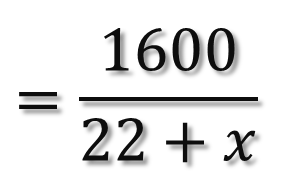 = 1600 / 22 + x